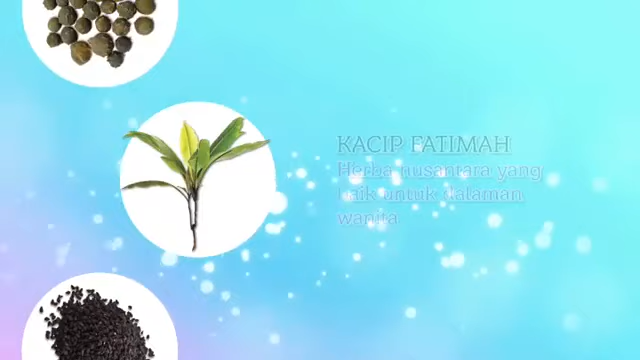 KACIP FATIMAH
Herba nusantara yang
baik untuk dalaman
wanita